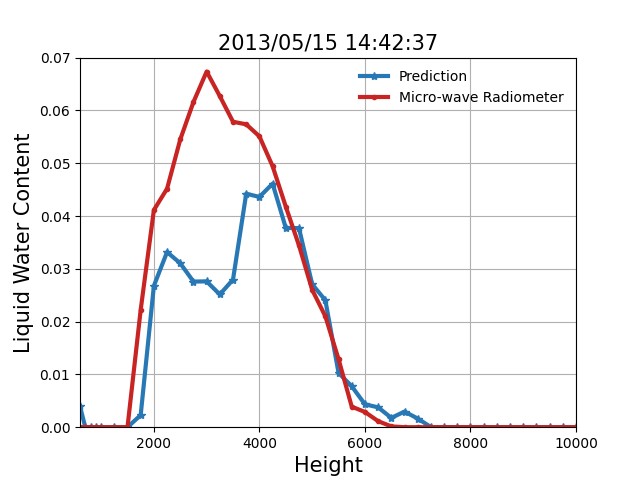 2013/05/15 14:42:37
0.07
0.06
0.05
0.04
0.03
0.02
0.01
0.00
Liquid Water Content
Prediction
Micro-wave Radiometer
2000 4000 6000 8000 10000
Height